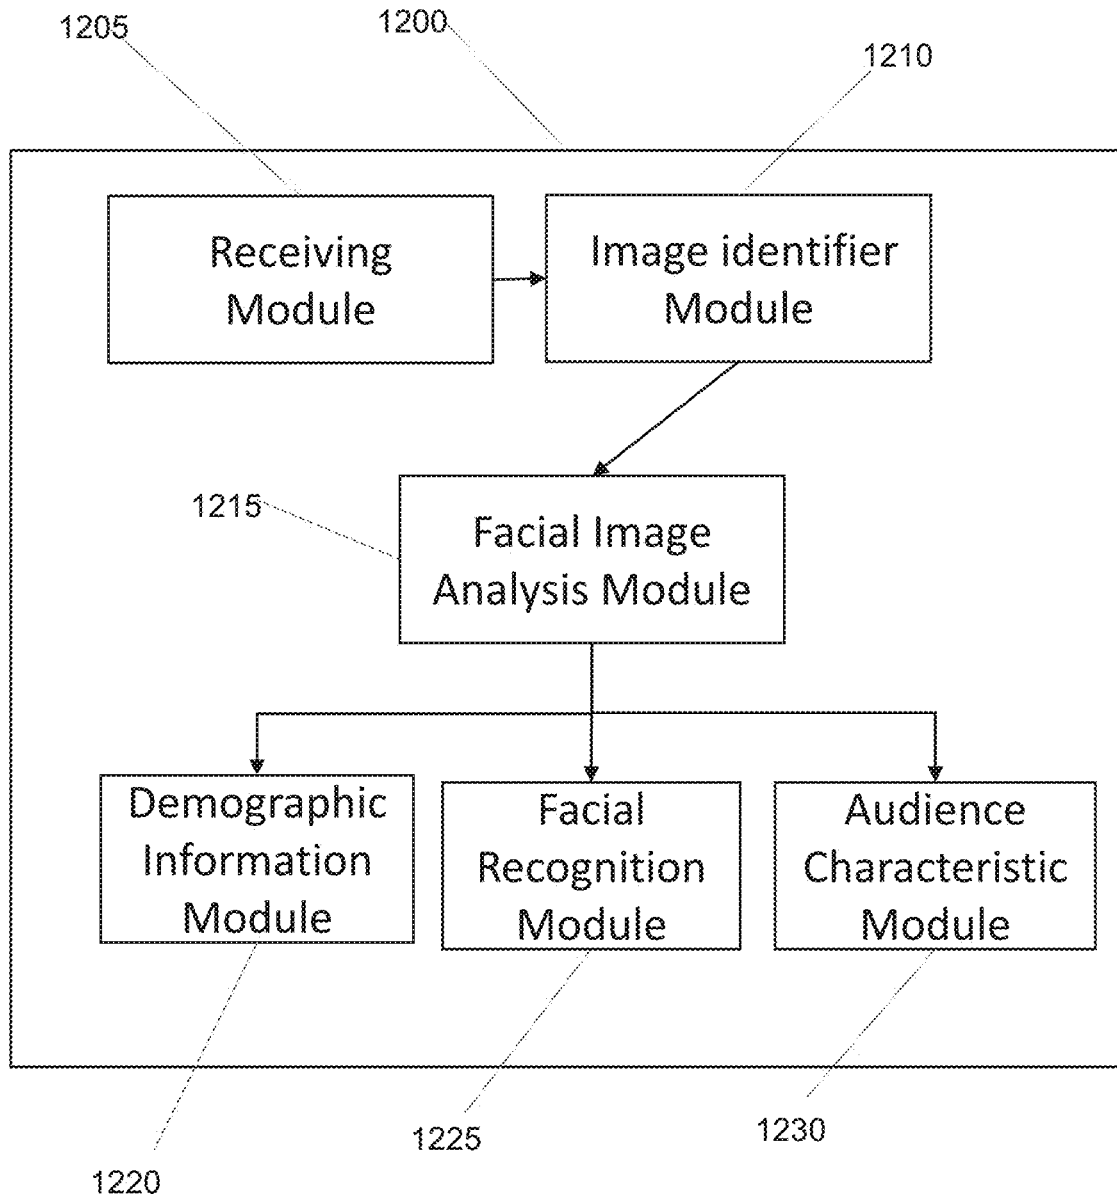 1205
1200
1210
Receiving
Module
Image identifier
Module
1215
Facial Image
Analysis Module
Demographic
Information
Module
Facial
Recognition
Module
Audience
Characteristic
Module
1220
1225
1230